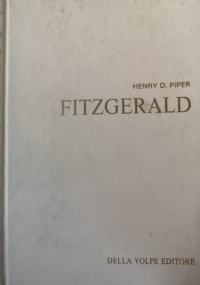 HENRY D. PIPER
FITZGERALD
DELLA VOLPE EDITORE